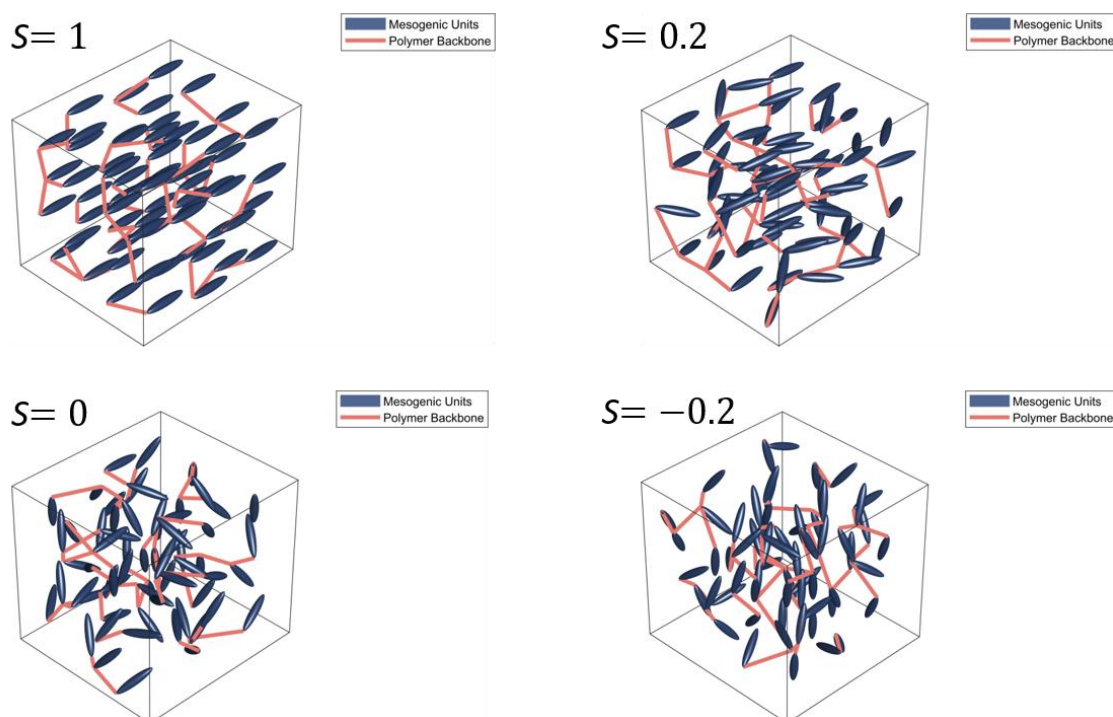 S= 1
Mesogenic Units
Polymer Backbone
S= 0.2
Mesogenic Units
Polymer Backbone
S= 0
Mesogenic Units
Polymer Backbone
S= −0.2
Mesogenic Units
Polymer Backbone